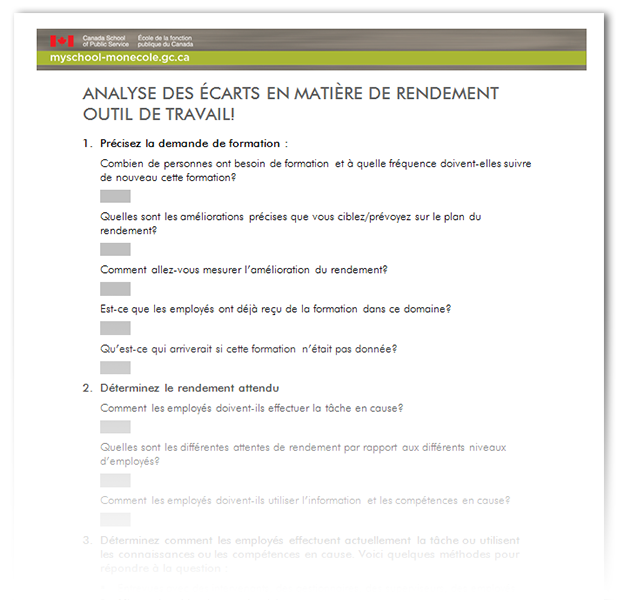 Canada School
of Public Service
École de la fonction
publique du Canada
myschool-monecole.gc.ca
ANALYSE DES ÉCARTS EN MATIÈRE DE RENDEMENT
OUTIL DE TRAVAIL!
1. Précisez la demande de formation :
Combien de personnes ont besoin de formation et à quelle fréquence doivent-elles suivre
de nouveau cette formation?
Quelles sont les améliorations précises que vous ciblez/prévoyez sur le plan du
rendement?
Comment allez-vous mesurer l'amélioration du rendement?
Est-ce que les employés ont déjà reçu de la formation dans ce domaine?
Qu'est-ce qui arriverait si cette formation n'était pas donnée?
2. Déterminez le rendement attendu
Comment les employés doivent-ils effectuer la tâche en cause?
Quelles sont les différentes attentes de rendement par rapport aux différents niveaux
d'employés?
Comment les employés doivent-ils utiliser l'information et les compétences en cause?
3. Déterminez comment les employés effectuent actuellement la tâche ou utilisent
les connaissances ou les compétences en cause. Voici quelques méthodes pour
répondre à la question :